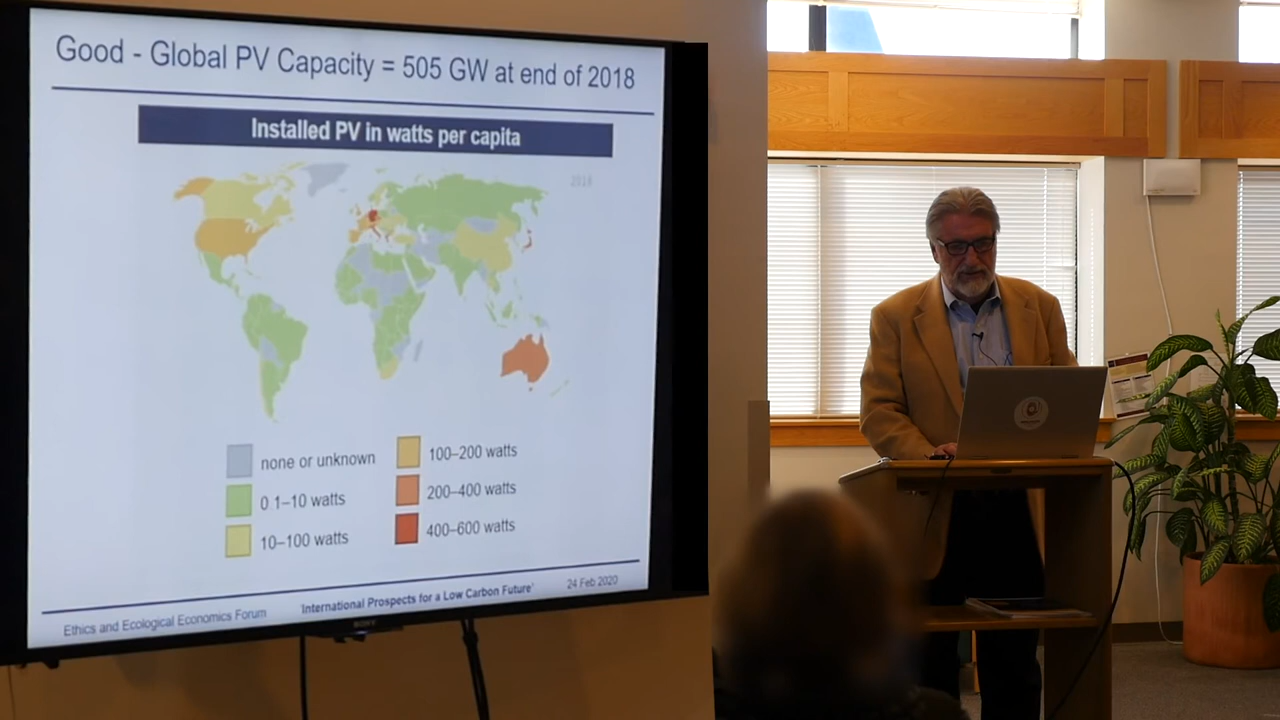 Good - Global PV Capacity = 505 GW at end of 2018
Installed PV in watts per capita
2018
none or unknown
0.1–10 watts
10–100 watts
100–200 watts
200–400 watts
400–600 watts
Ethics and Ecological Economics Forum
'International Prospects for a Low Carbon Future'
24 Feb 2020
SONY